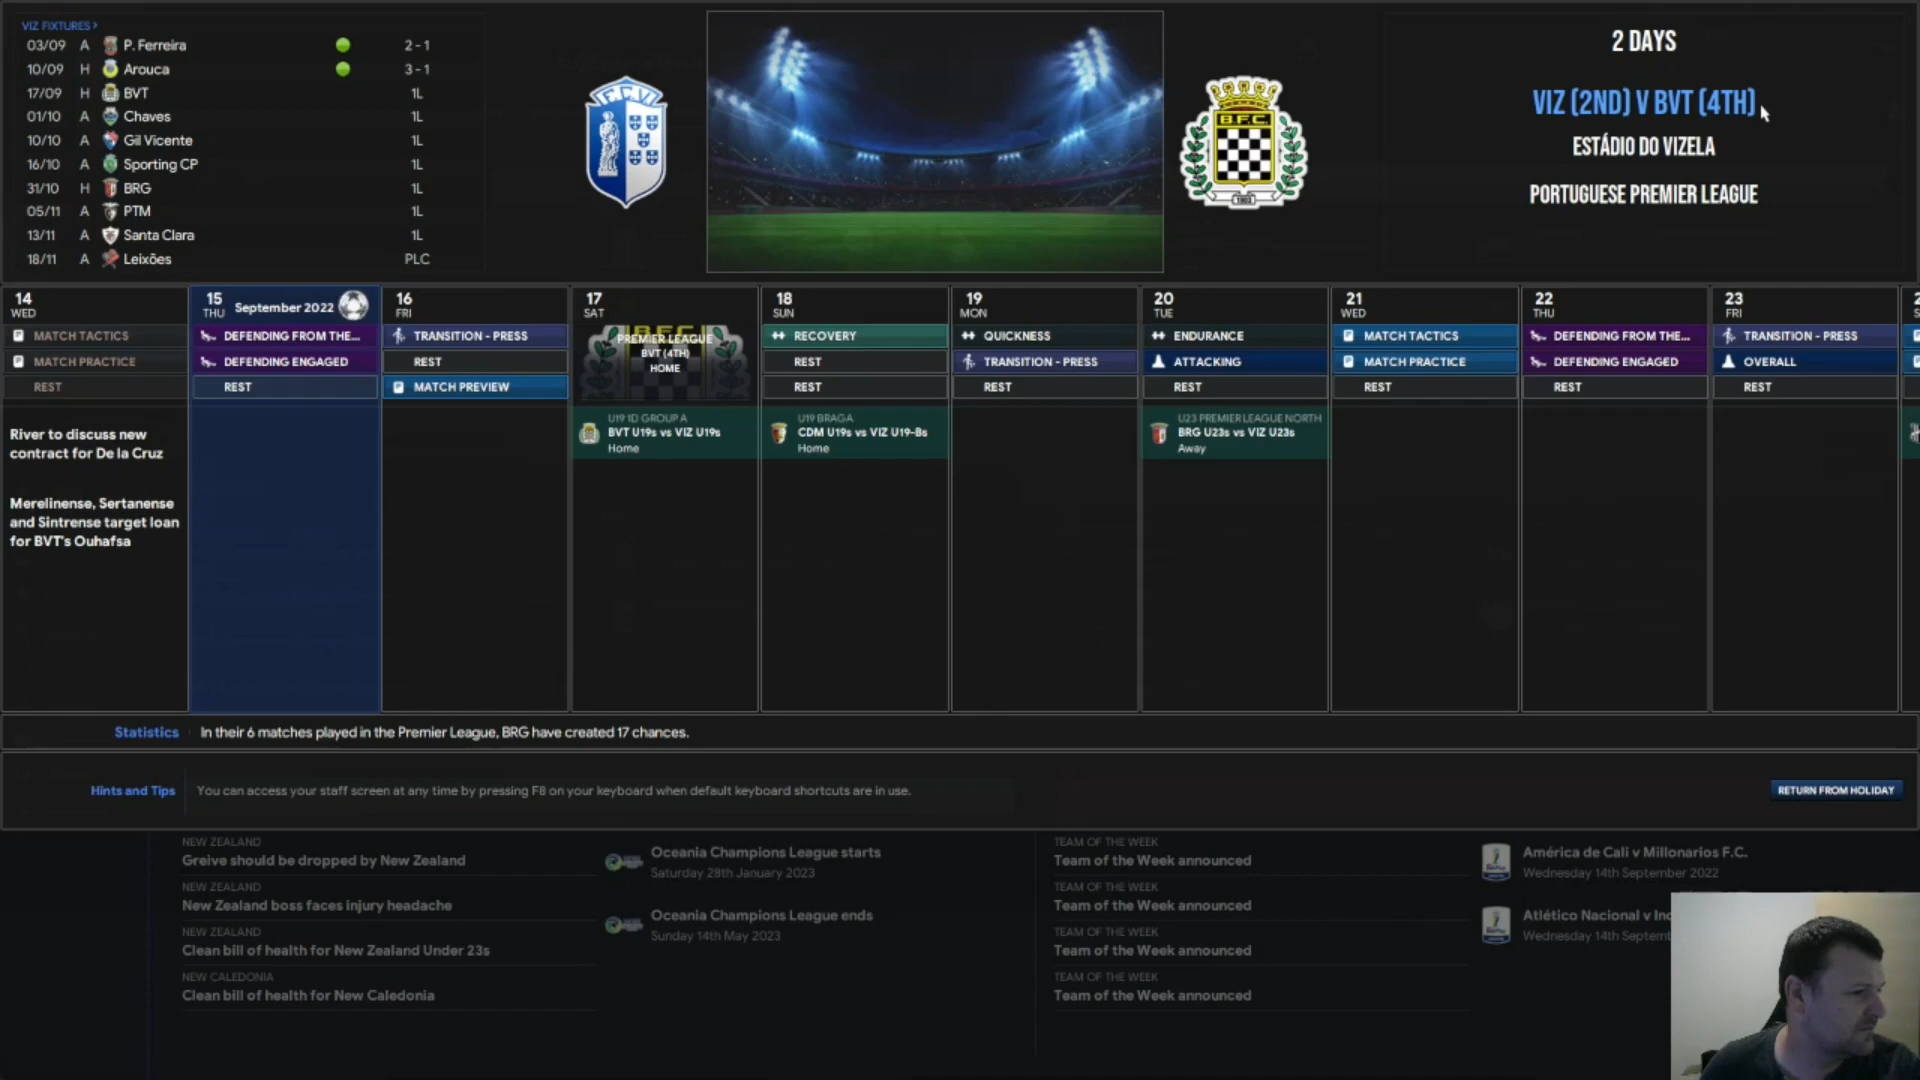 VIZ FIXTURES >
03/09 A P. Ferreira 2 - 1
10/09 H Arouca 3 - 1
17/09 H BVT 1L
01/10 A Chaves 1L
10/10 A Gil Vicente 1L
16/10 A Sporting CP 1L
31/10 H BRG 1L
05/11 A PTM 1L
13/11 A Santa Clara 1L
18/11 A Leixões PLC
F.C.V.
B.F.C.
1903
2 DAYS
VIZ (2ND) V BVT (4TH)
ESTÁDIO DO VIZELA
PORTUGUESE PREMIER LEAGUE
14
WED
MATCH TACTICS
MATCH PRACTICE
REST
River to discuss new
contract for De la Cruz
Merelinense, Sertanense
and Sintrense target loan
for BVT's Ouhafsa
15
THU
September 2022
DEFENDING FROM THE...
DEFENDING ENGAGED
REST
16
FRI
TRANSITION - PRESS
REST
MATCH PREVIEW
17
SAT
B.F.C.
PREMIER LEAGUE
BVT (4TH)
HOME
U19 1D GROUP A
BVT U19s vs VIZ U19s
Home
18
SUN
RECOVERY
REST
REST
U19 BRAGA
CDM U19s vs VIZ U19-Bs
Home
19
MON
QUICKNESS
TRANSITION - PRESS
REST
20
TUE
ENDURANCE
ATTACKING
REST
U23 PREMIER LEAGUE NORTH
BRG U23s vs VIZ U23s
Away
21
WED
MATCH TACTICS
MATCH PRACTICE
REST
22
THU
DEFENDING FROM THE...
DEFENDING ENGAGED
REST
23
FRI
TRANSITION - PRESS
OVERALL
REST
Statistics In their 6 matches played in the Premier League, BRG have created 17 chances.
Hints and Tips You can access your staff screen at any time by pressing F8 on your keyboard when default keyboard shortcuts are in use.
RETURN FROM HOLIDAY
NEW ZEALAND
Greive should be dropped by New Zealand
NEW ZEALAND
New Zealand boss faces injury headache
NEW ZEALAND
Clean bill of health for New Zealand Under 23s
NEW CALEDONIA
Clean bill of health for New Caledonia
Oceania Champions League starts
Saturday 28th January 2023
Oceania Champions League ends
Sunday 14th May 2023
TEAM OF THE WEEK
Team of the Week announced
TEAM OF THE WEEK
Team of the Week announced
TEAM OF THE WEEK
Team of the Week announced
TEAM OF THE WEEK
Team of the Week announced
América de Cali v Millonarios F.C.
Wednesday 14th September 2022
Atlético Nacional v
Wednesday 14th